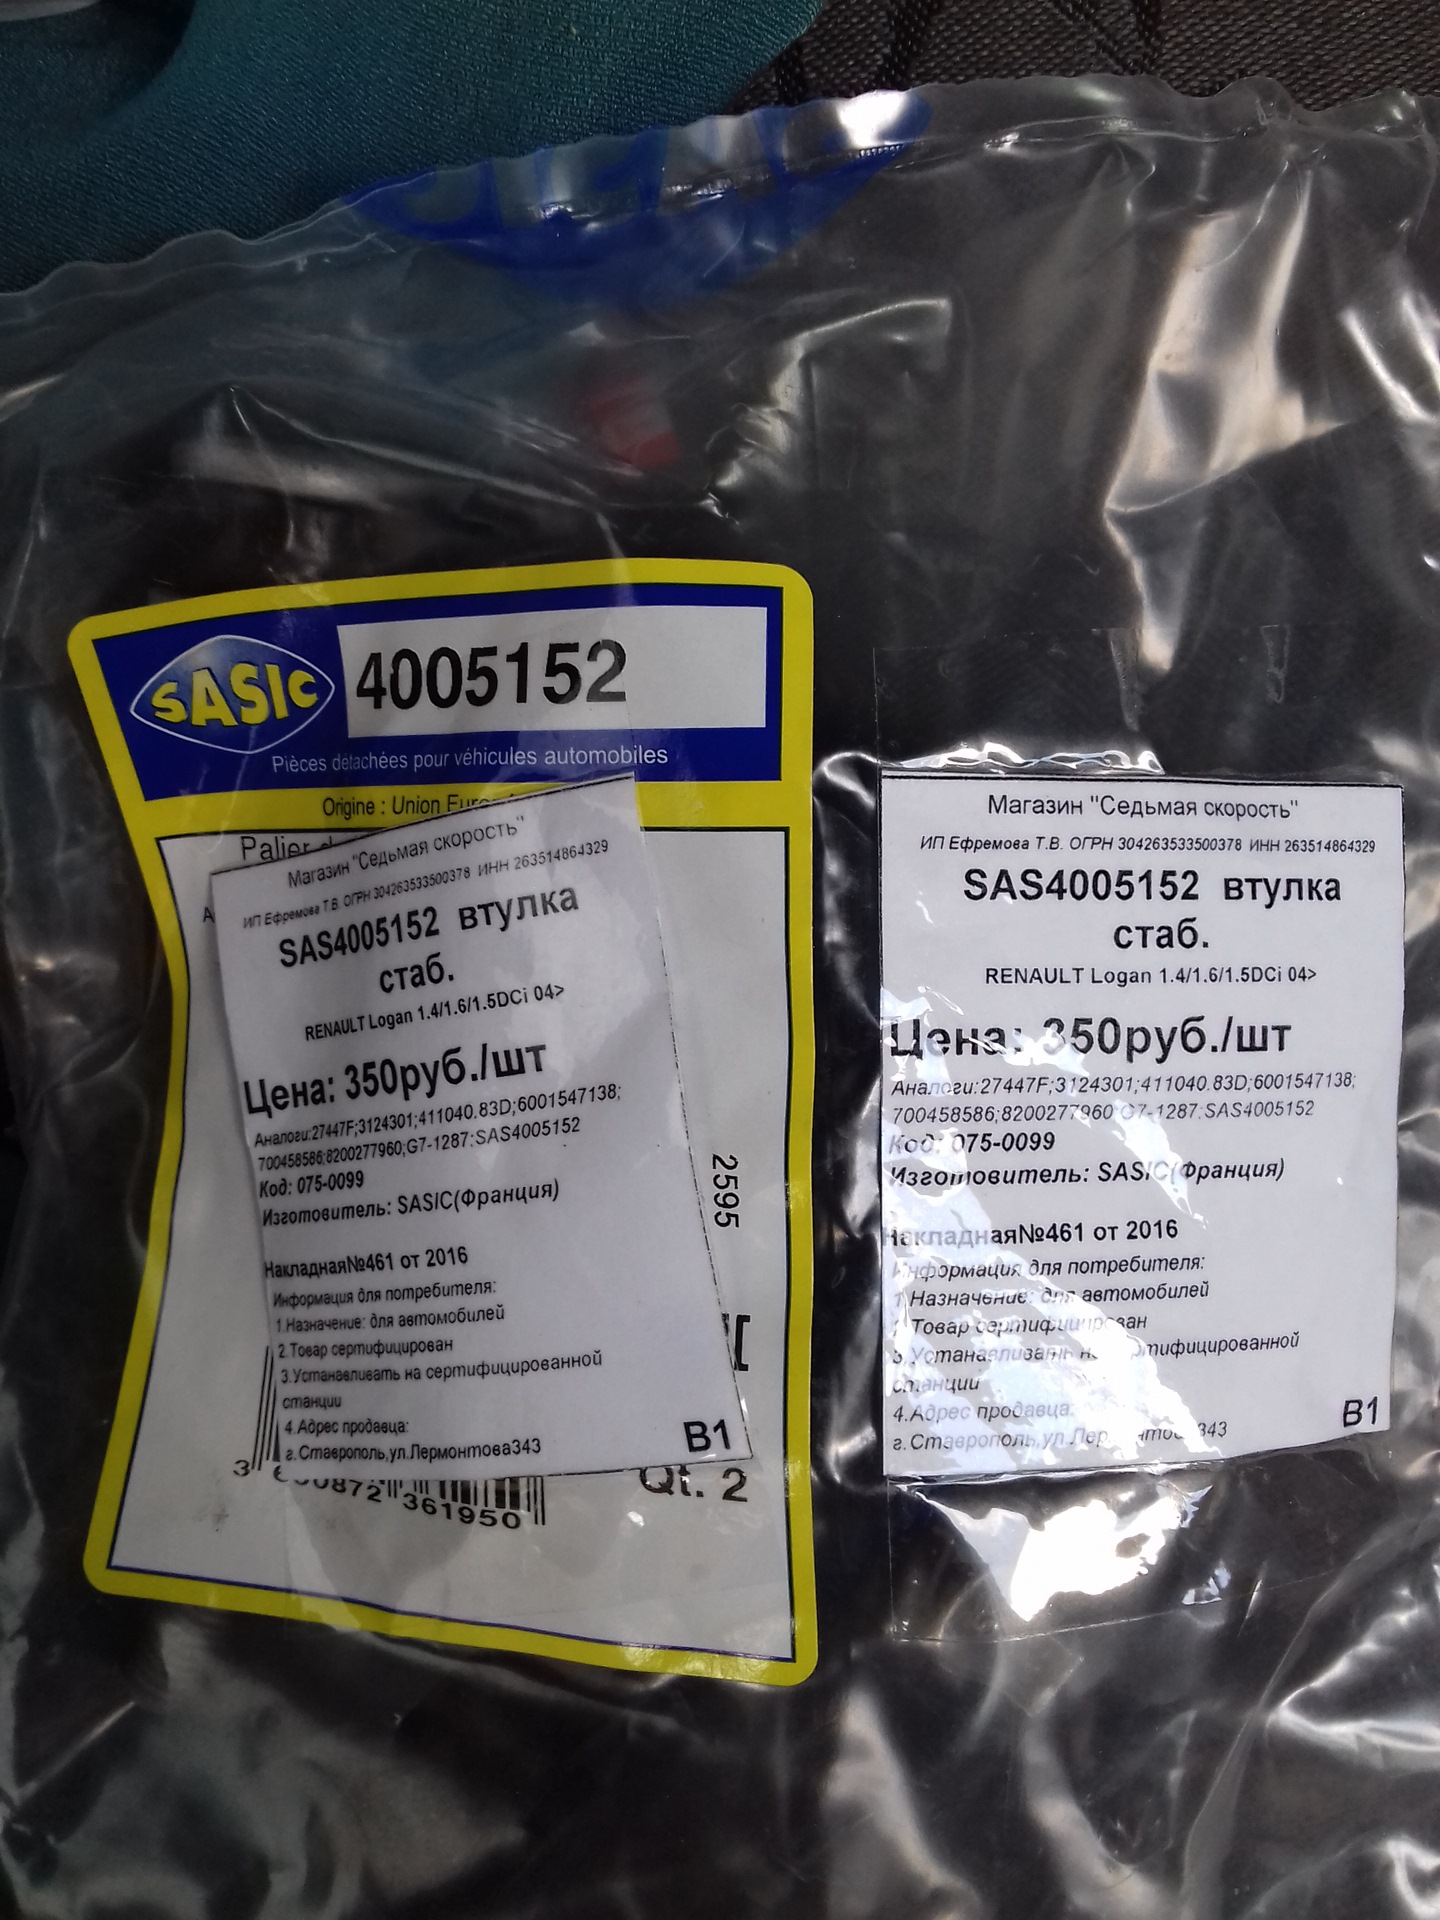 SASIC
4005152
Pièces détachées pour véhicules automobiles
Origine : Union
Palier
Магазин "Седьмая скорость"
ИП Ефремова Т.В. ОГРН 304263533500378 ИНН 263514864329
SAS4005152 втулка
стаб.
RENAULT Logan 1.4/1.6/1.5DCi 04>
Цена: 350руб./шт
Аналоги:27447F;3124301;411040.83D;6001547138;
700458586;8200277960;G7-1287;SAS4005152
Код: 075-0099
Изготовитель: SASIC(Франция)
Накладная№461 от 2016
Информация для потребителя:
1.Назначение: для автомобилей
2.Товар сертифицирован
3.Устанавливать на сертифицированной
станции
4.Адрес продавца:
г.Ставрополь,ул.Лермонтова343
B1
2595
Qt. 2
361950
Магазин "Седьмая скорость"
ИП Ефремова Т.В. ОГРН 304263533500378 ИНН 263514864329
SAS4005152 втулка
стаб.
RENAULT Logan 1.4/1.6/1.5DCi 04>
Цена: 350руб./шт
Аналоги:27447F;3124301;411040.83D;6001547138;
700458586;8200277960;G7-1287;SAS4005152
Код: 075-0099
Изготовитель: SASIC(Франция)
Накладная№461 от 2016
Информация для потребителя:
1.Назначение: для автомобилей
2.Товар сертифицирован
3.Устанавливать на сертифицированной
станции
4.Адрес продавца:
г.Ставрополь,ул.Лермонтова343
B1